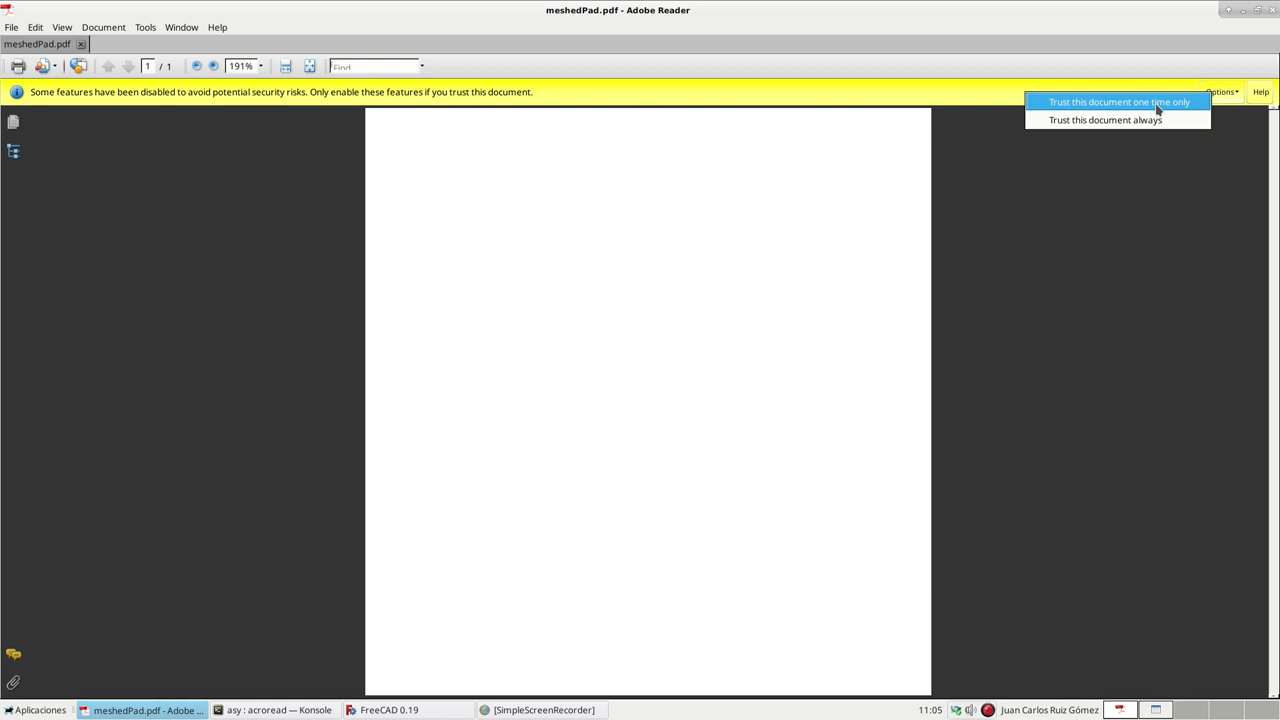 meshedPad.pdf - Adobe Reader
File Edit View Document Tools Window Help
meshedPad.pdf
1 / 1 191% Find
Some features have been disabled to avoid potential security risks. Only enable these features if you trust this document. Options Help
Trust this document one time only
Trust this document always
Aplicaciones meshedPad.pdf - Adobe ... asy : acroread — Konsole FreeCAD 0.19 [SimpleScreenRecorder] 11:05 Juan Carlos Ruiz Gómez